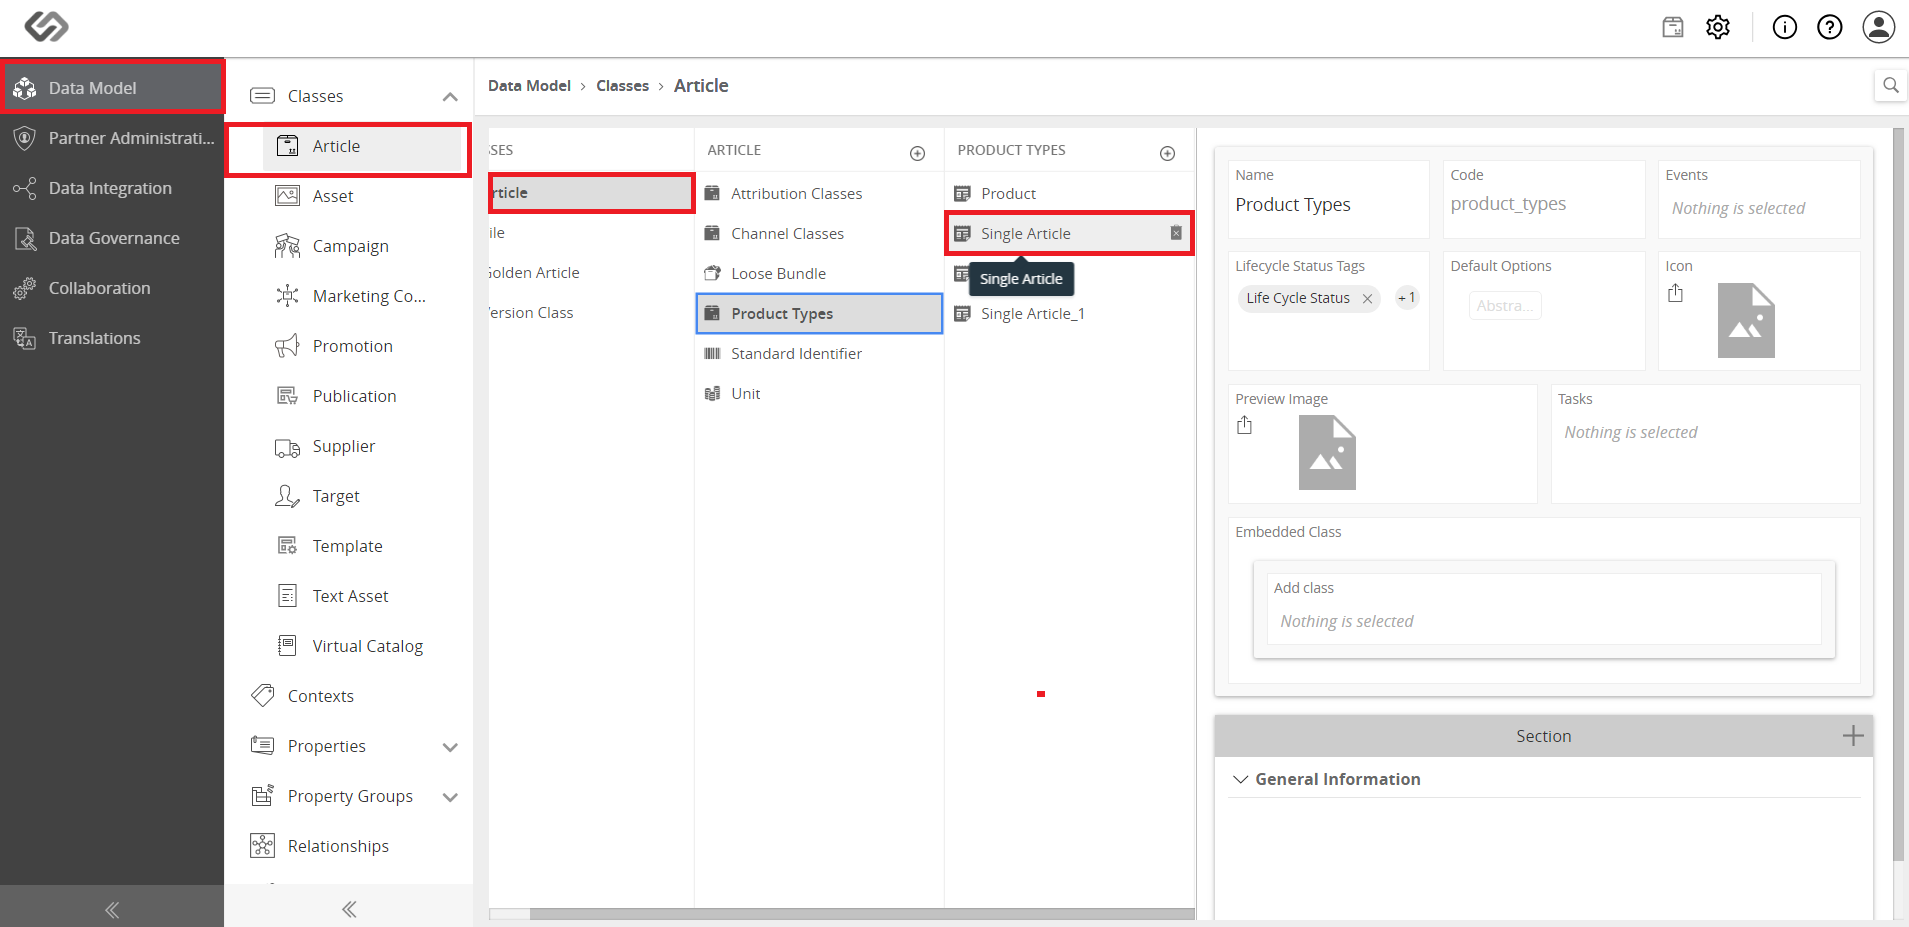 Data Model
Partner Administrati...
Data Integration
Data Governance
Collaboration
Translations
Classes
Article
Asset
Campaign
Marketing Co...
Promotion
Publication
Supplier
Target
Template
Text Asset
Virtual Catalog
Contexts
Properties
Property Groups
Relationships
Data Model › Classes › Article
SSES
rticle
ile
Golden Article
Version Class
ARTICLE
Attribution Classes
Channel Classes
Loose Bundle
Product Types
Standard Identifier
Unit
PRODUCT TYPES
Product
Single Article
Single Article
Single Article_1
Name
Product Types
Code
product_types
Events
Nothing is selected
Lifecycle Status Tags
Life Cycle Status
+1
Default Options
Abstra...
Icon
Preview Image
Tasks
Nothing is selected
Embedded Class
Add class
Nothing is selected
Section
General Information